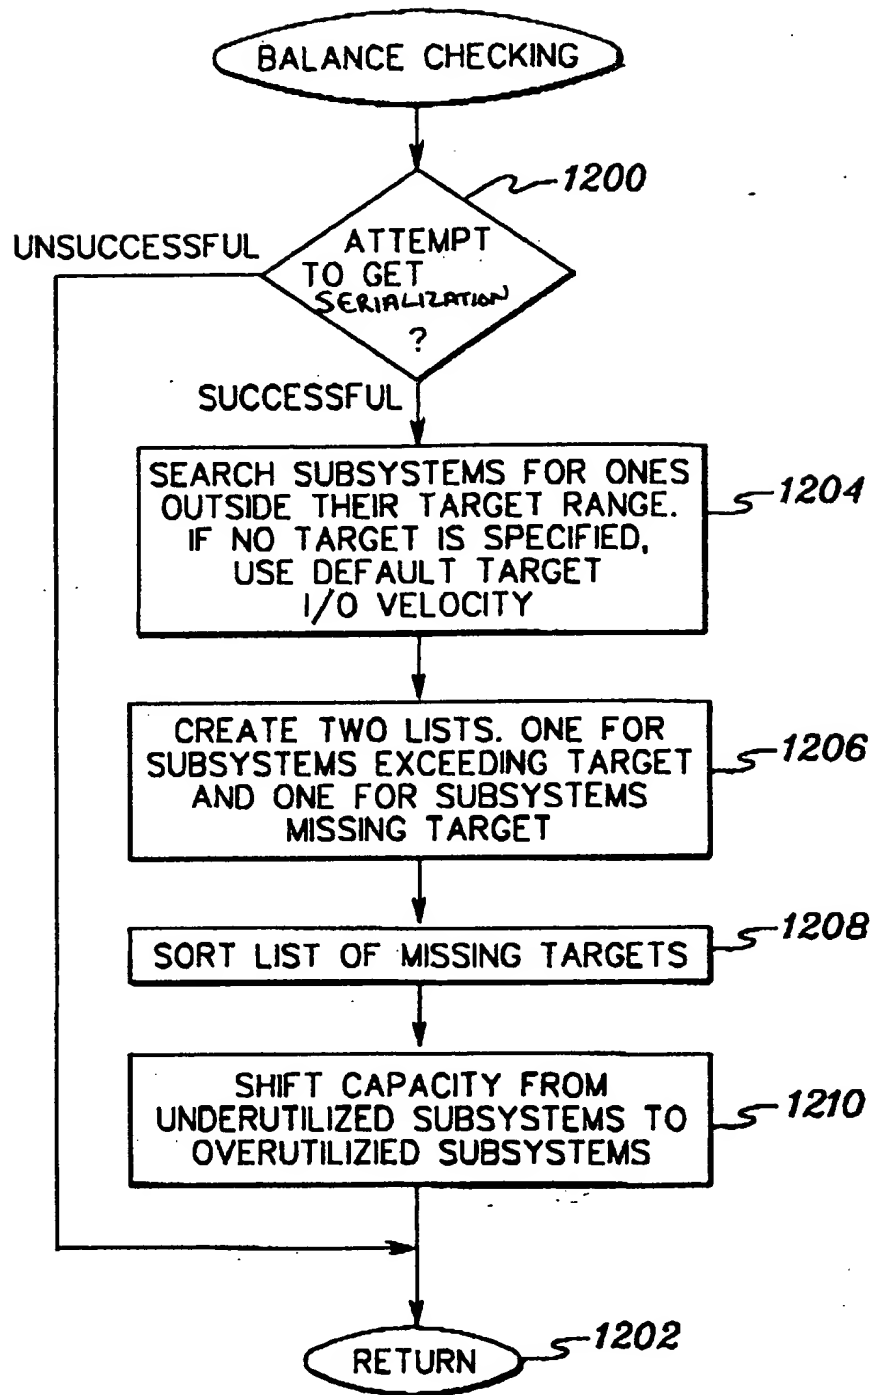 BALANCE CHECKING
1200
UNSUCCESSFUL
ATTEMPT
TO GET
SERIALIZATION
?
SUCCESSFUL
SEARCH SUBSYSTEMS FOR ONES
OUTSIDE THEIR TARGET RANGE.
IF NO TARGET IS SPECIFIED,
USE DEFAULT TARGET
I/O VELOCITY
1204
CREATE TWO LISTS. ONE FOR
SUBSYSTEMS EXCEEDING TARGET
AND ONE FOR SUBSYSTEMS
MISSING TARGET
1206
SORT LIST OF MISSING TARGETS
1208
SHIFT CAPACITY FROM
UNDERUTILIZED SUBSYSTEMS TO
OVERUTILIZIED SUBSYSTEMS
1210
RETURN
1202